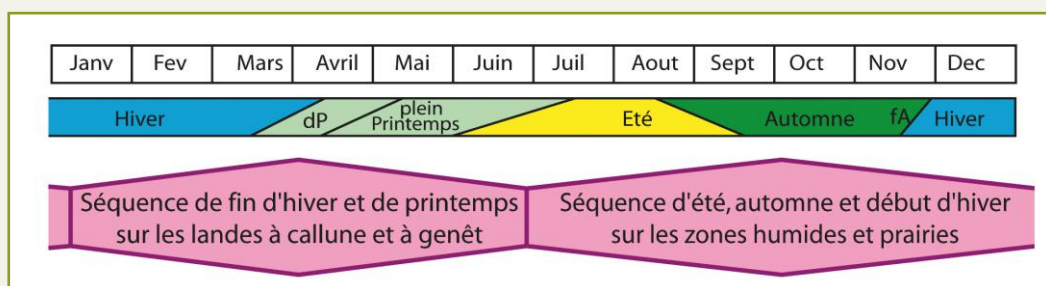 Janv Fev Mars Avril Mai Juin Juil Aout Sept Oct Nov Dec
Hiver dP plein Printemps Eté Automne fA Hiver
Séquence de fin d'hiver et de printemps
sur les landes à callune et à genêt
Séquence d'été, automne et début d'hiver
sur les zones humides et prairies